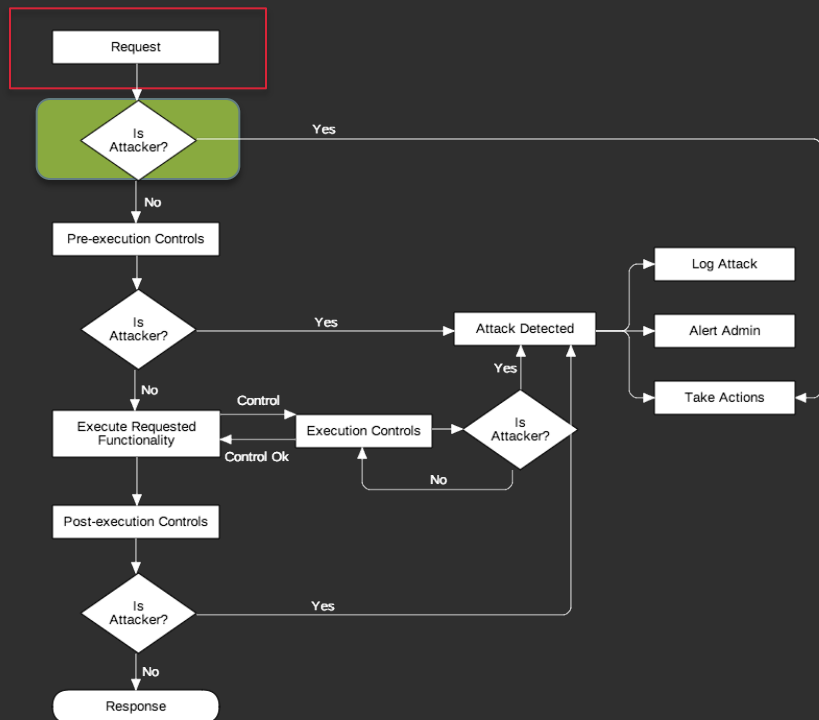 Request
Is
Attacker?
Yes
No
Pre-execution Controls
Is
Attacker?
Yes
Attack Detected
Log Attack
Alert Admin
Take Actions
No
Execute Requested
Functionality
Control
Control Ok
Execution Controls
Is
Attacker?
Yes
No
Post-execution Controls
Is
Attacker?
Yes
No
Response